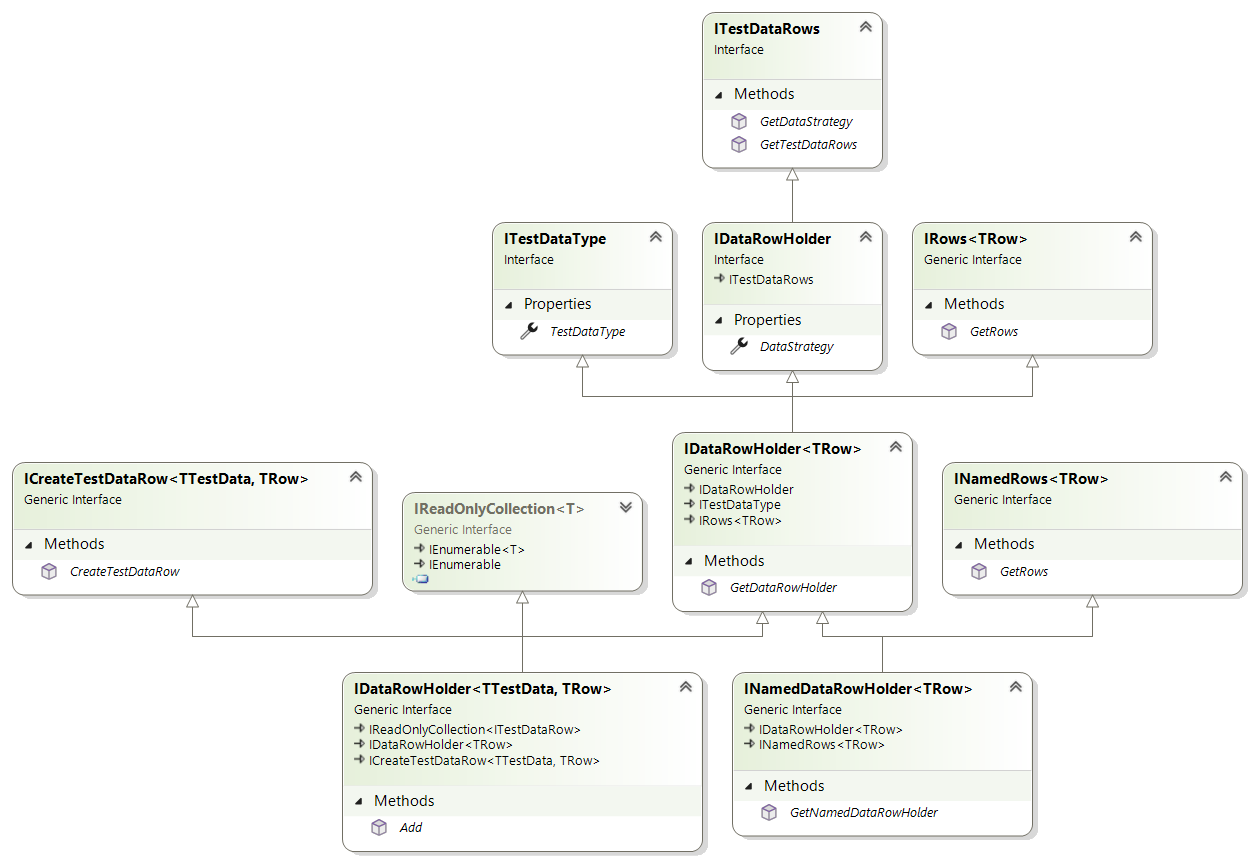 ITestDataRows
Interface
Methods
GetDataStrategy
GetTestDataRows
ITestDataType
Interface
Properties
TestDataType
IDataRowHolder
Interface
ITestDataRows
Properties
DataStrategy
IRows<TRow>
Generic Interface
Methods
GetRows
ICreateTestDataRow<TTestData, TRow>
Generic Interface
Methods
CreateTestDataRow
IReadOnlyCollection<T>
Generic Interface
IEnumerable<T>
IEnumerable
IDataRowHolder<TRow>
Generic Interface
IDataRowHolder
ITestDataType
IRows<TRow>
Methods
GetDataRowHolder
INamedRows<TRow>
Generic Interface
Methods
GetRows
IDataRowHolder<TTestData, TRow>
Generic Interface
IReadOnlyCollection<ITestDataRow>
IDataRowHolder<TRow>
ICreateTestDataRow<TTestData, TRow>
Methods
Add
INamedDataRowHolder<TRow>
Generic Interface
IDataRowHolder<TRow>
INamedRows<TRow>
Methods
GetNamedDataRowHolder